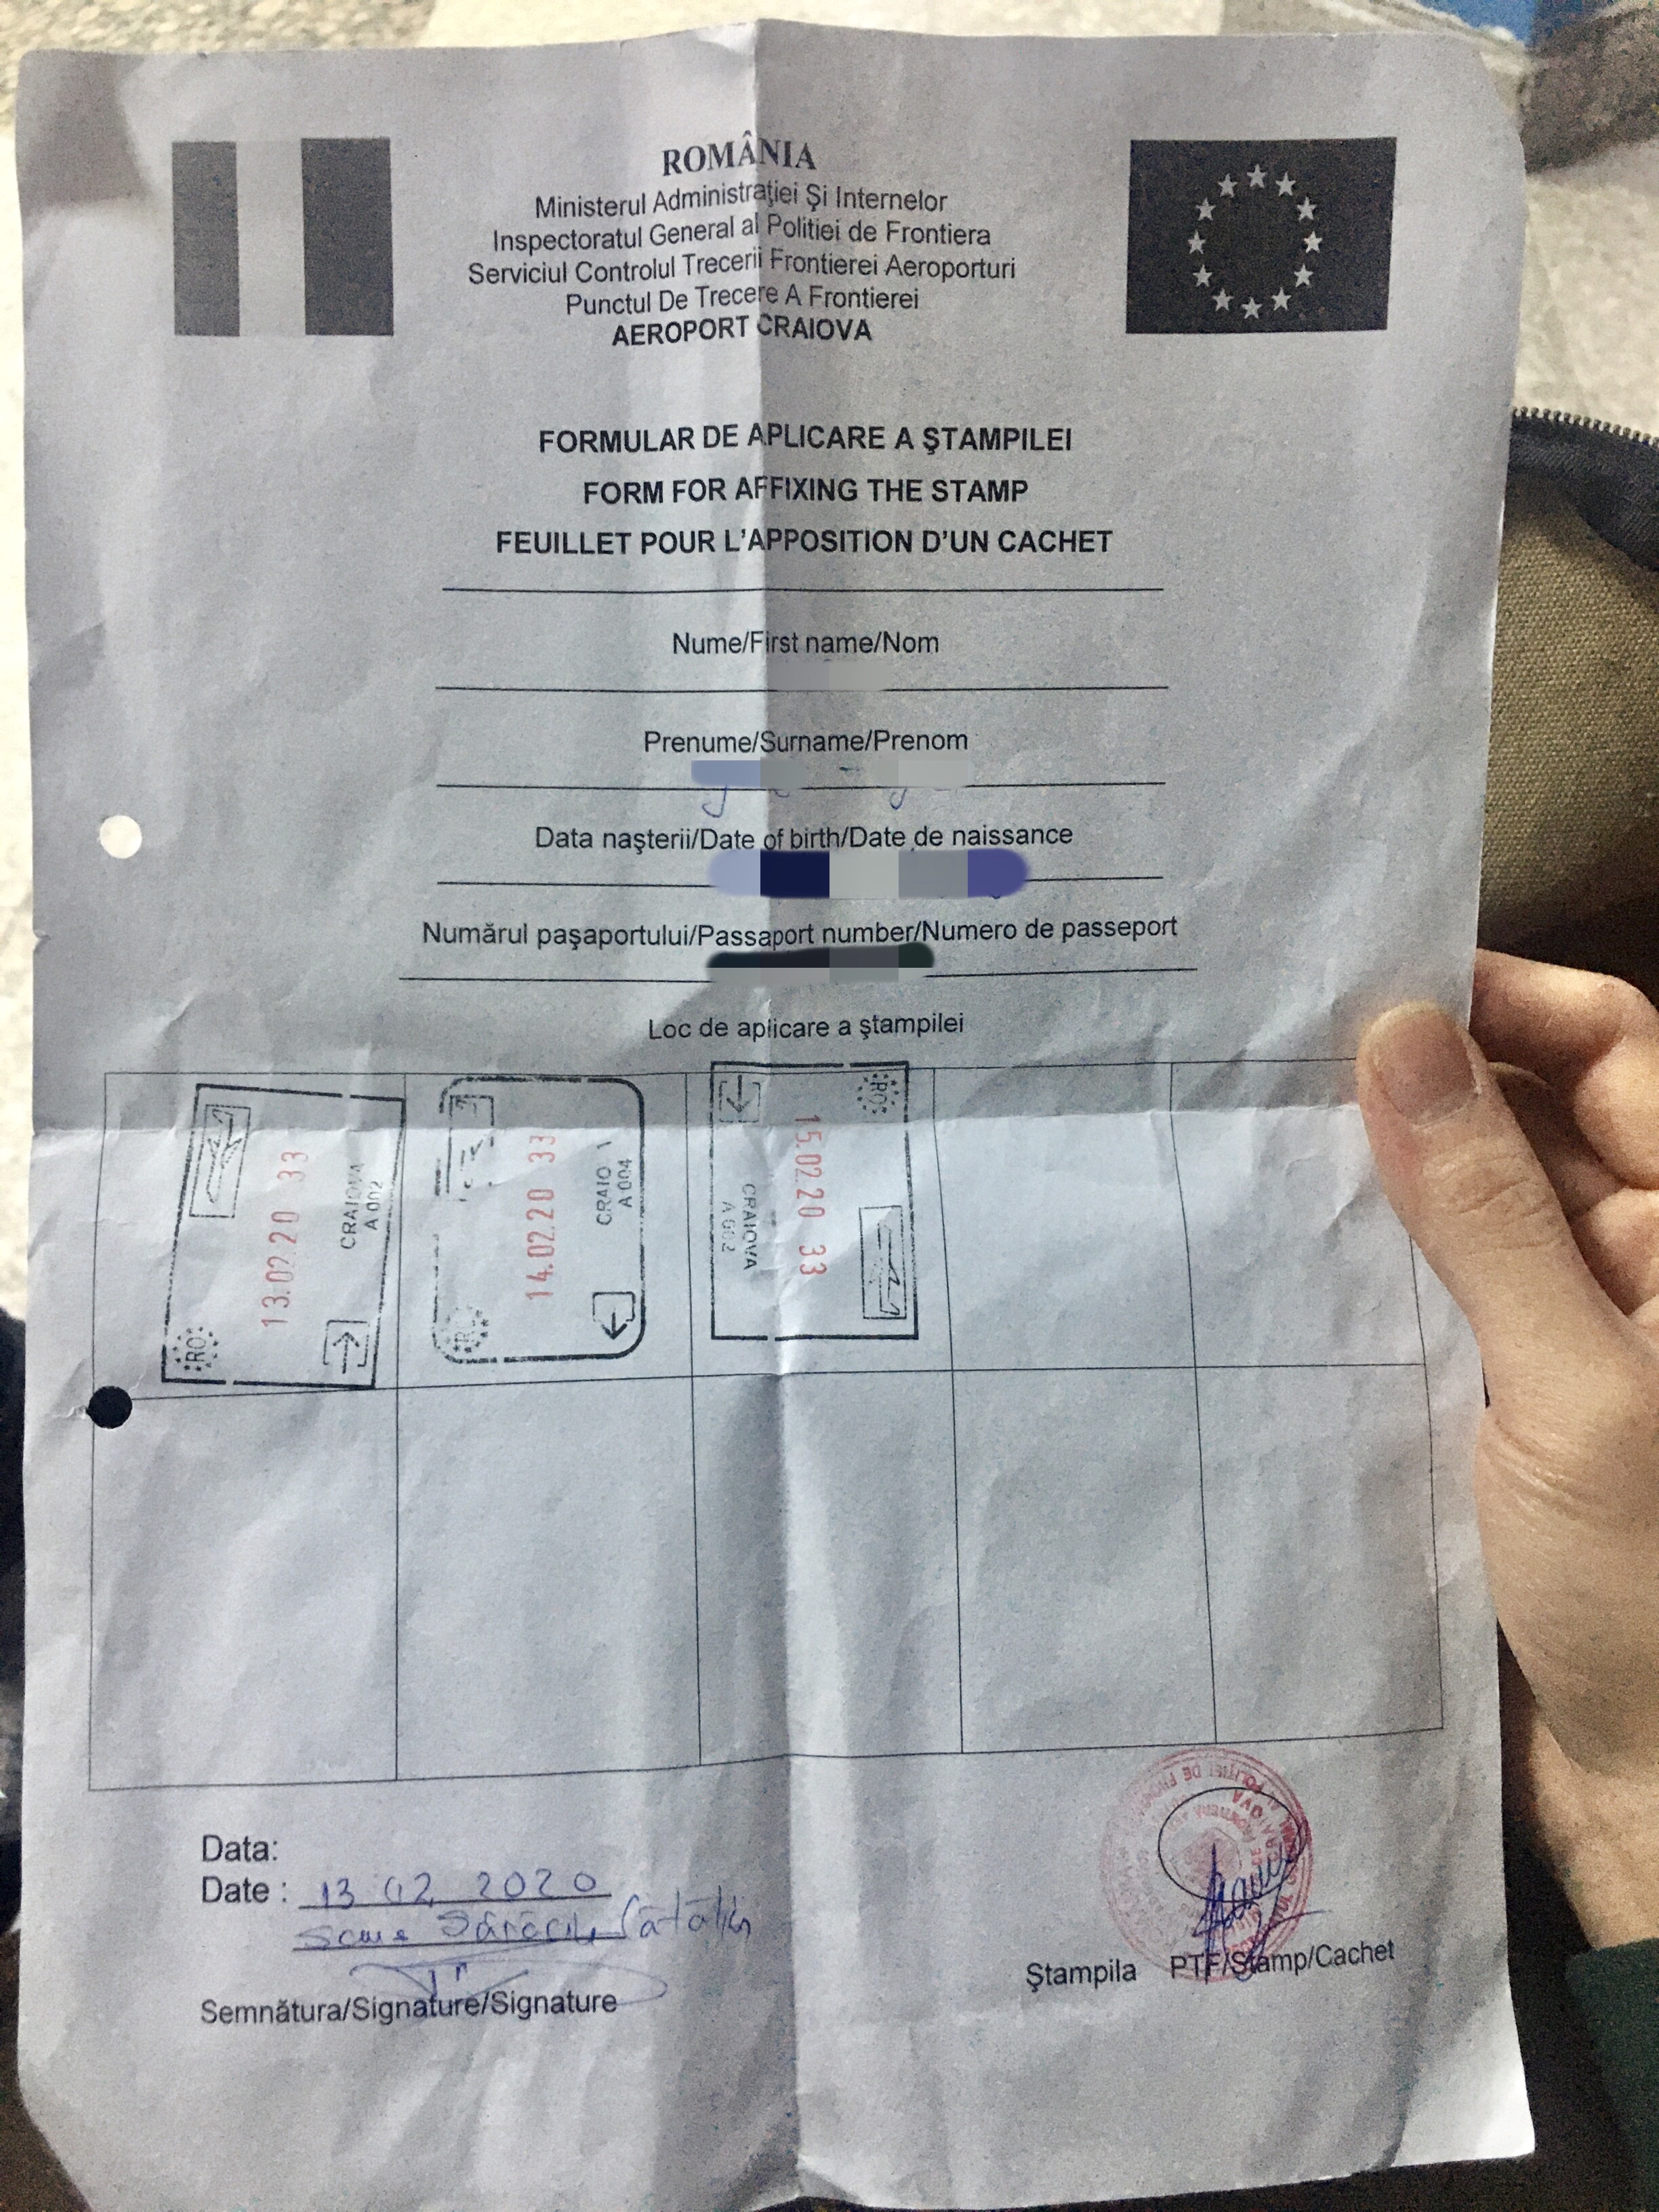 ROMÂNIA
Ministerul Administraţiei Şi Internelor
Inspectoratul General al Politiei de Frontiera
Serviciul Controlul Trecerii Frontierei Aeroporturi
Punctul De Trecere A Frontierei
AEROPORT CRAIOVA
FORMULAR DE APLICARE A ŞTAMPILEI
FORM FOR AFFIXING THE STAMP
FEUILLET POUR L'APPOSITION D'UN CACHET
Nume/First name/Nom
Prenume/Surname/Prenom
Data naşterii/Date of birth/Date de naissance
Numărul paşaportului/Passaport number/Numero de passeport
Loc de aplicare a ştampilei
RO
13.02.20 33
CRAIOVA
A 002
14.02.20 33
A 004
RO
15.02.20 33
CRAIOVA
A 002
Data:
Date : 13 02 2020
Cătălin
Semnătura/Signature/Signature
Ştampila PTF/Stamp/Cachet